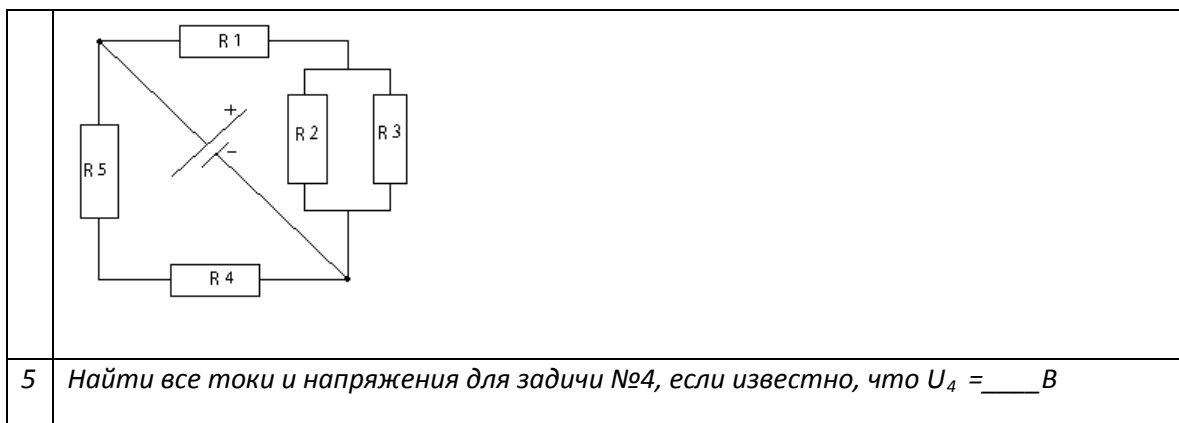 R 1
+
R 2
R 3
−
R 5
R 4
5 Найти все токи и напряжения для задачи №4, если известно, что U₄ =____В